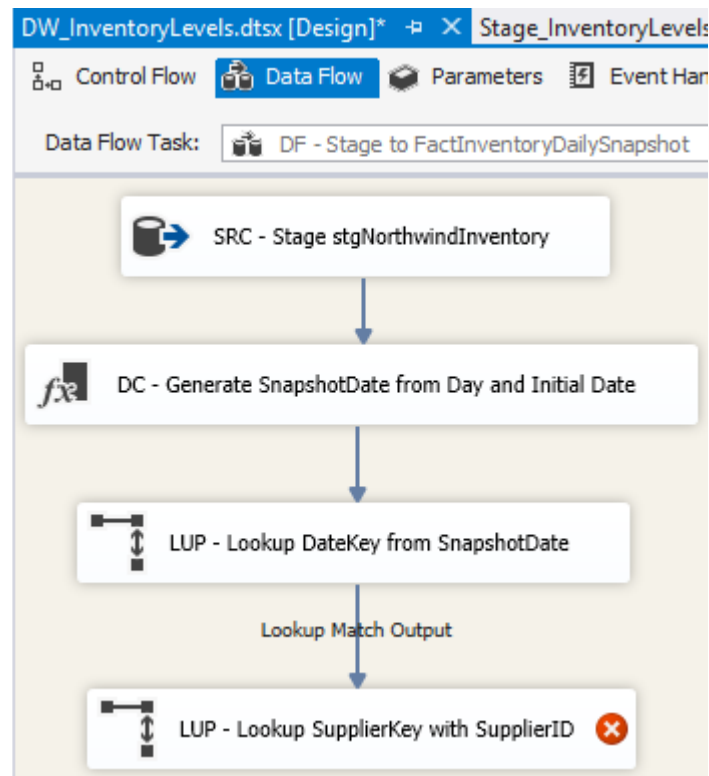 DW_InventoryLevels.dtsx [Design]* Stage_InventoryLevels
Control Flow Data Flow Parameters Event Han
Data Flow Task: DF - Stage to FactInventoryDailySnapshot
SRC - Stage stgNorthwindInventory
DC - Generate SnapshotDate from Day and Initial Date
LUP - Lookup DateKey from SnapshotDate
Lookup Match Output
LUP - Lookup SupplierKey with SupplierID